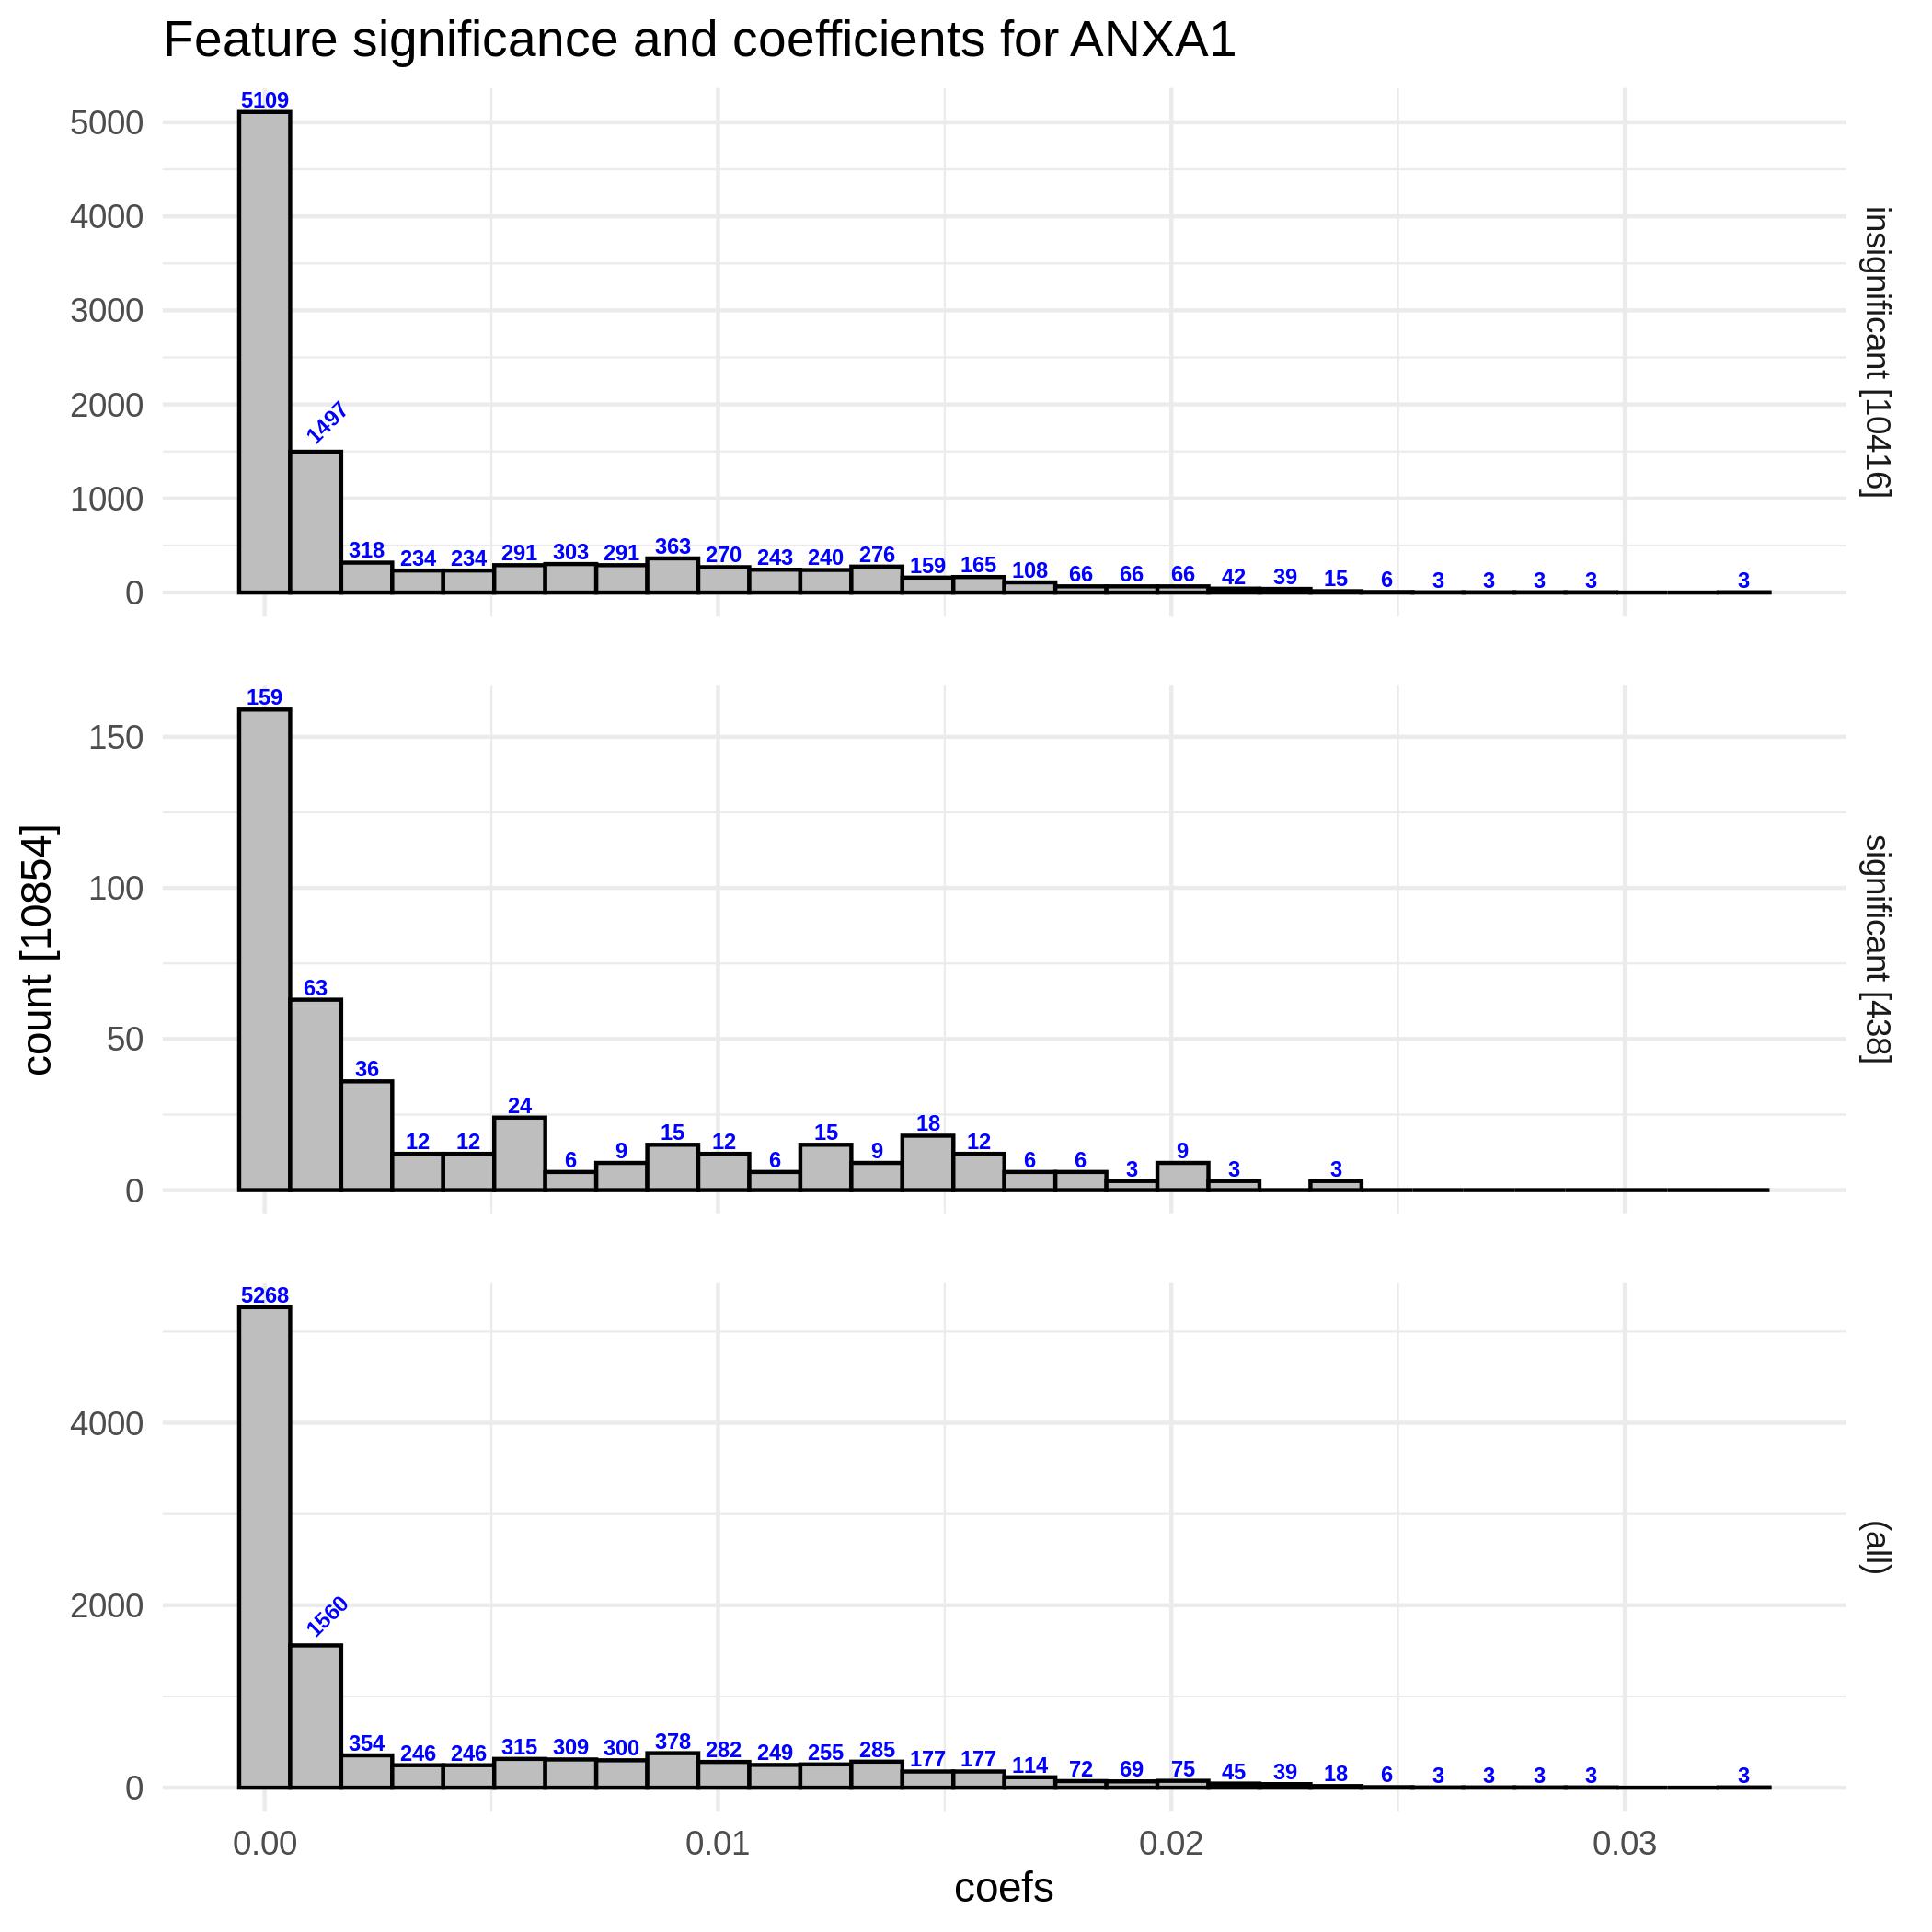 Feature significance and coefficients for ANXA1
5109
5000
4000
3000
2000
1000
0
1497
318 234 234 291 303 291 363 270 243 240 276 159 165 108 66 66 66 42 39 15 6 3 3 3 3 3
insignificant [10416]
count [10854]
159
150
100
50
0
63
36
12 12 24 6 9 15 12 6 15 9 18 12 6 6 3 9 3 3
significant [438]
5268
4000
2000
0
1560
354 246 246 315 309 300 378 282 249 255 285 177 177 114 72 69 75 45 39 18 6 3 3 3 3 3
(all)
0.00 0.01 0.02 0.03
coefs